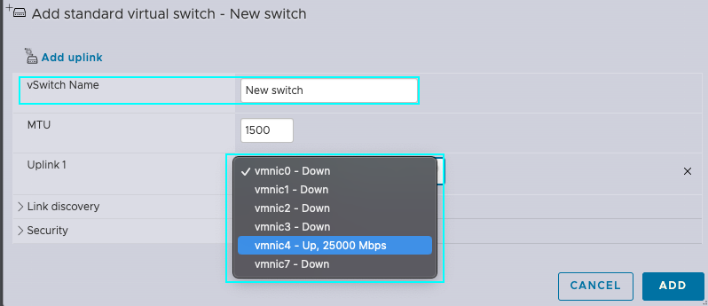 Add standard virtual switch - New switch
Add uplink
vSwitch Name
New switch
MTU
1500
Uplink 1
✓ vmnic0 - Down
vmnic1 - Down
vmnic2 - Down
vmnic3 - Down
vmnic4 - Up, 25000 Mbps
vmnic7 - Down
Link discovery
Security
CANCEL
ADD